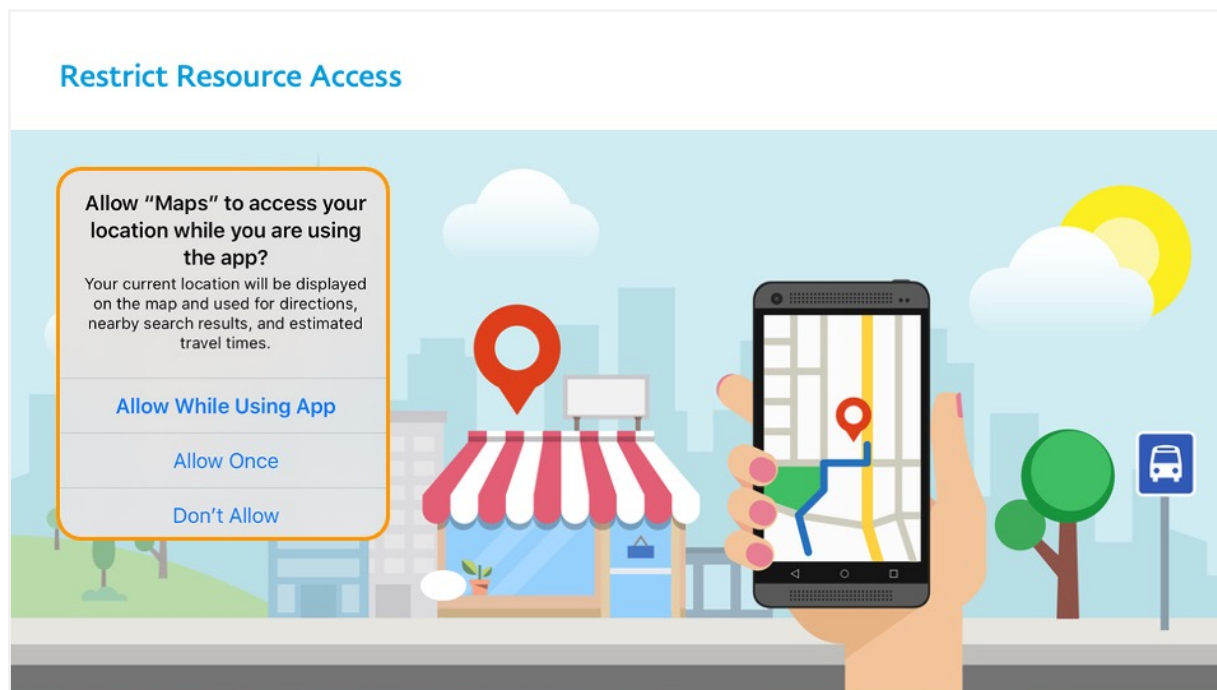 Restrict Resource Access
Allow “Maps” to access your
location while you are using
the app?
Your current location will be displayed
on the map and used for directions,
nearby search results, and estimated
travel times.
Allow While Using App
Allow Once
Don’t Allow